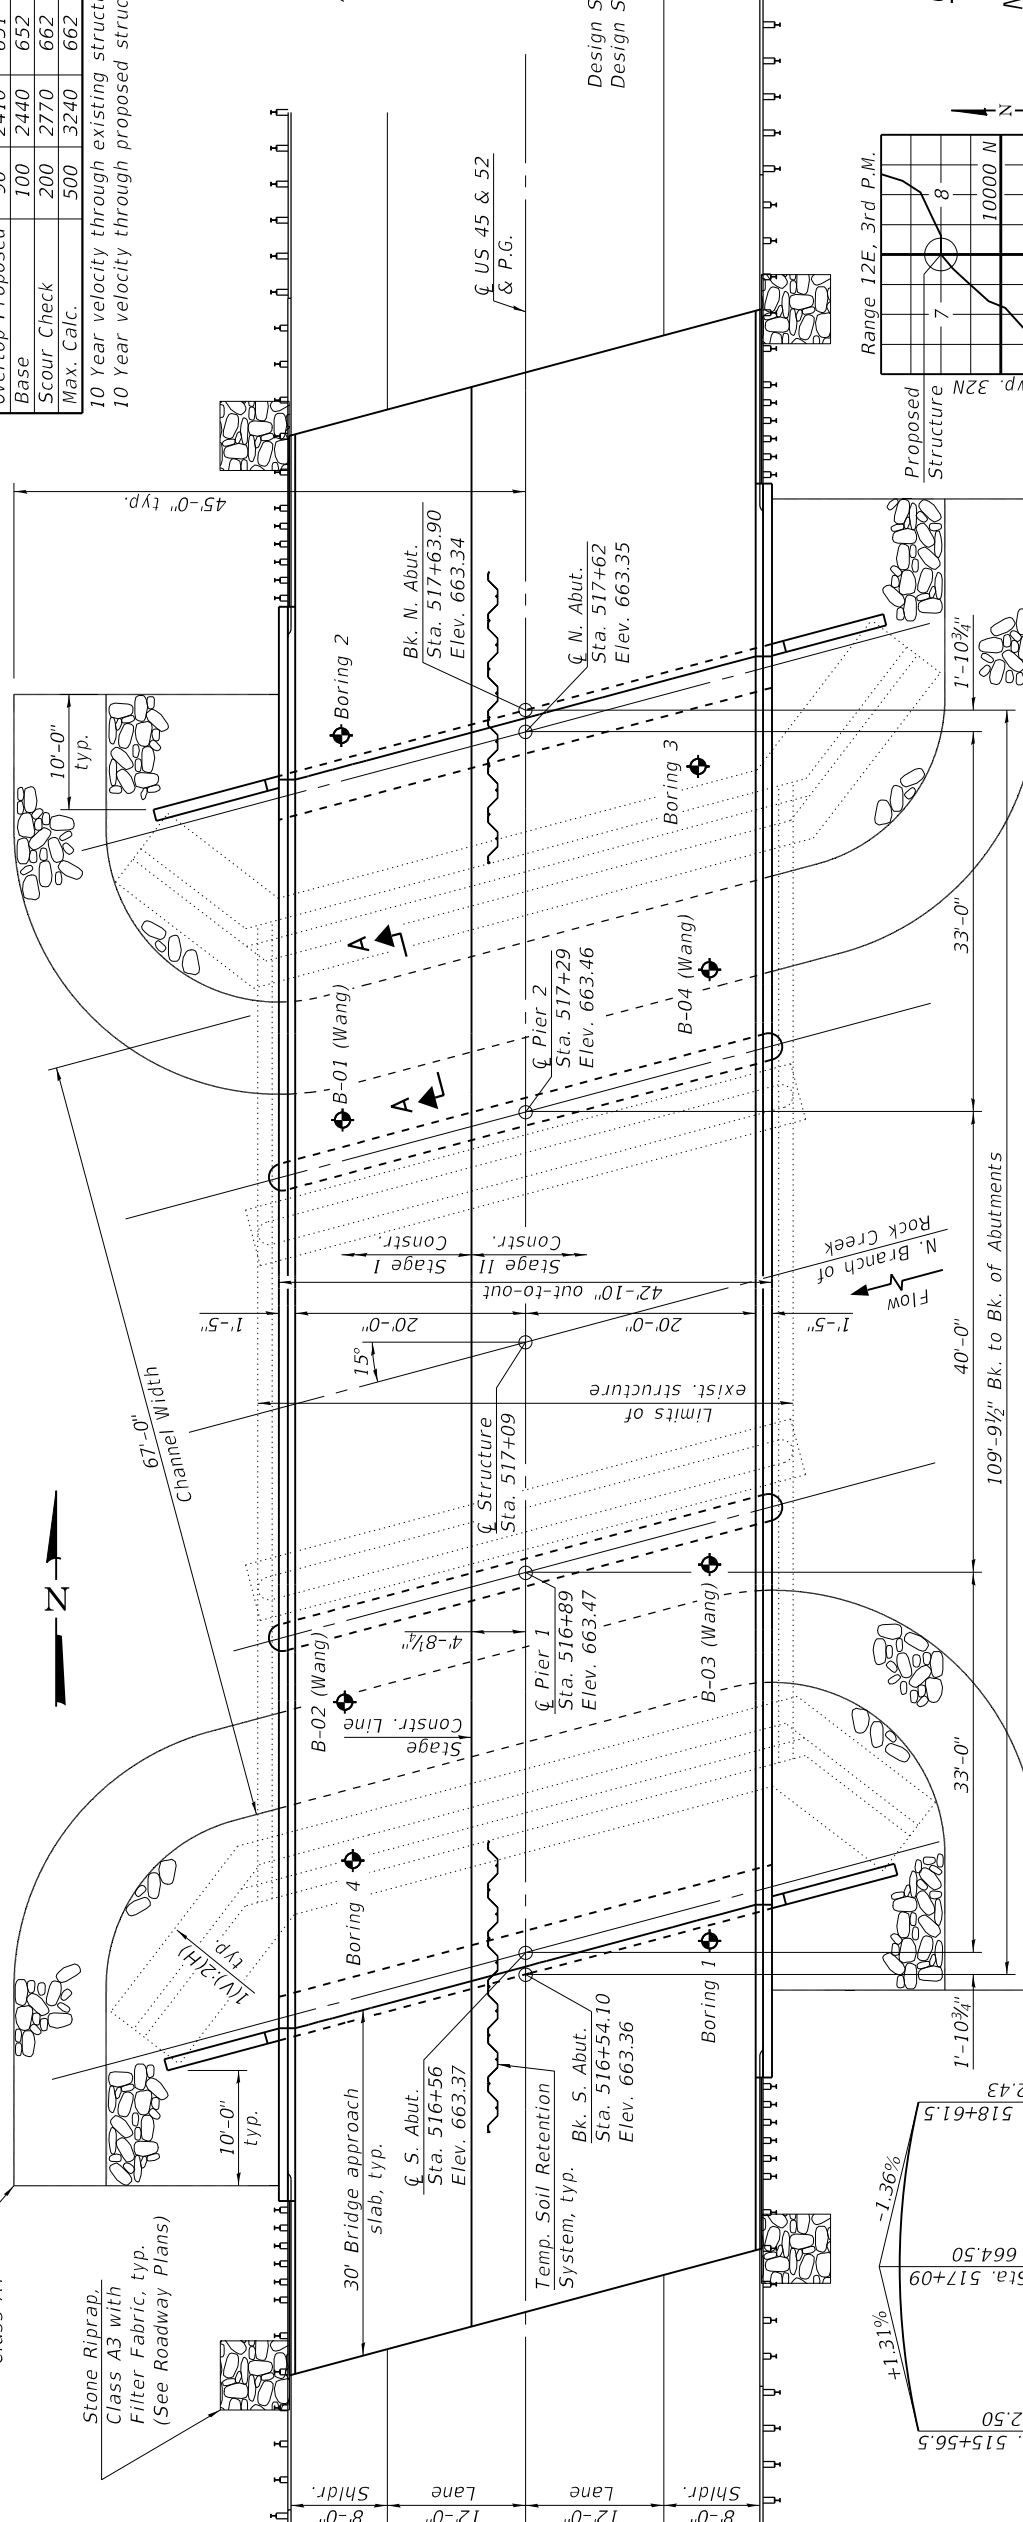 Base 100 2440 652
Scour Check 200 2770 662
Max. Calc. 500 3240 662
10 Year velocity through existing
10 Year velocity through proposed
Design
Design
℄ US 45 & 52
& P.G.
Range 12E, 3rd P.M.
N
8
7
10000 N
32N
Proposed
Structure
45'-0" typ.
Bk. N. Abut.
Sta. 517+63.90
Elev. 663.34
℄ N. Abut.
Sta. 517+62
Elev. 663.35
10'-0"
typ.
Boring 2
Boring 3
1'-10¾"
33'-0"
A
A
B-01 (Wang)
B-04 (Wang)
℄ Pier 2
Sta. 517+29
Elev. 663.46
67'-0"
Channel Width
N
Stage I
Constr.
Stage II
Constr.
42'-10" out-to-out
1'-5"
20'-0"
20'-0"
1'-5"
15°
Flow
N. Branch of
Rock Creek
Limits of
exist. structure
℄ Structure
Sta. 517+09
40'-0"
109'-9½" Bk. to Bk. of Abutments
4'-8¼"
℄ Pier 1
Sta. 516+89
Elev. 663.47
B-02 (Wang)
B-03 (Wang)
Stage
Constr. Line
33'-0"
Boring 4
Boring 1
1(V):2(H)
typ.
10'-0"
typ.
1'-10¾"
30' Bridge approach
slab, typ.
℄ S. Abut.
Sta. 516+56
Elev. 663.37
Temp. Soil Retention
System, typ.
Bk. S. Abut.
Sta. 516+54.10
Elev. 663.36
Stone Riprap,
Class A3 with
Filter Fabric, typ.
(See Roadway Plans)
8'-0"
Shldr.
12'-0"
Lane
12'-0"
Lane
8'-0"
Shldr.
+1.31%
-1.36%
515+56.5
Sta. 517+09
664.50
518+61.5